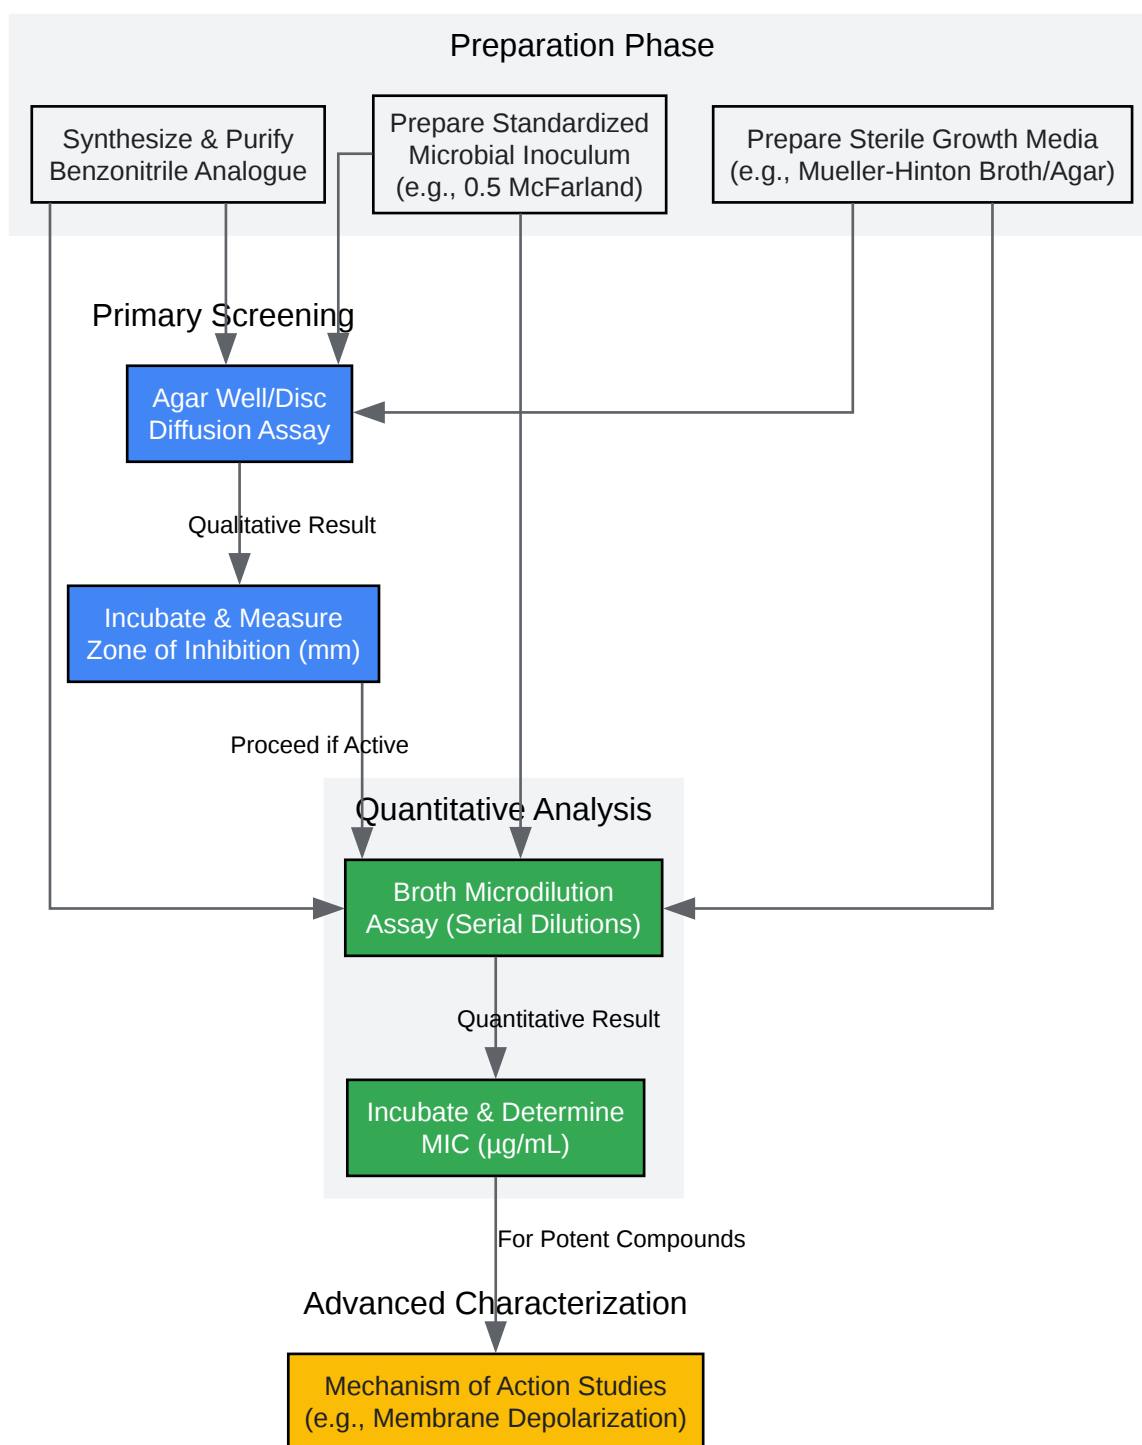 Preparation Phase
Synthesize & Purify
Benzonitrile Analogue
Prepare Standardized
Microbial Inoculum
(e.g., 0.5 McFarland)
Prepare Sterile Growth Media
(e.g., Mueller-Hinton Broth/Agar)
Primary Screening
Agar Well/Disc
Diffusion Assay
Qualitative Result
Incubate & Measure
Zone of Inhibition (mm)
Proceed if Active
Quantitative Analysis
Broth Microdilution
Assay (Serial Dilutions)
Quantitative Result
Incubate & Determine
MIC (µg/mL)
For Potent Compounds
Advanced Characterization
Mechanism of Action Studies
(e.g., Membrane Depolarization)